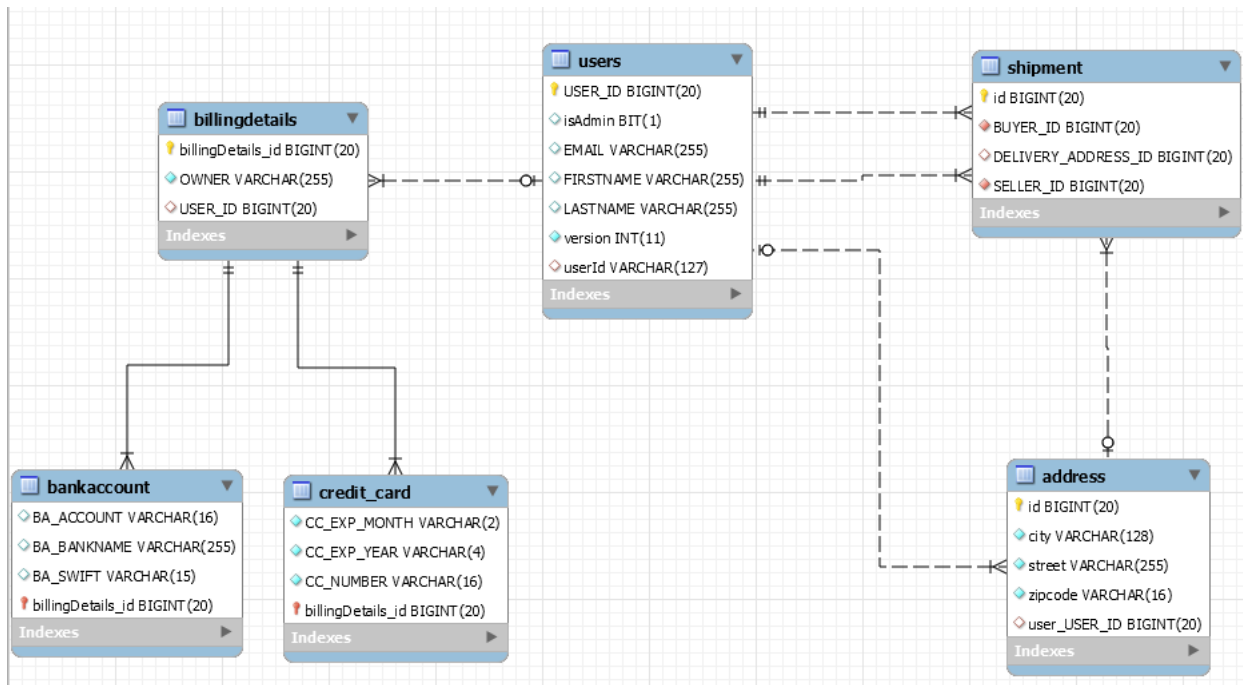 billingdetails
billingDetails_id BIGINT(20)
OWNER VARCHAR(255)
USER_ID BIGINT(20)
Indexes
users
USER_ID BIGINT(20)
isAdmin BIT(1)
EMAIL VARCHAR(255)
FIRSTNAME VARCHAR(255)
LASTNAME VARCHAR(255)
version INT(11)
userId VARCHAR(127)
Indexes
shipment
id BIGINT(20)
BUYER_ID BIGINT(20)
DELIVERY_ADDRESS_ID BIGINT(20)
SELLER_ID BIGINT(20)
Indexes
bankaccount
BA_ACCOUNT VARCHAR(16)
BA_BANKNAME VARCHAR(255)
BA_SWIFT VARCHAR(15)
billingDetails_id BIGINT(20)
Indexes
credit_card
CC_EXP_MONTH VARCHAR(2)
CC_EXP_YEAR VARCHAR(4)
CC_NUMBER VARCHAR(16)
billingDetails_id BIGINT(20)
Indexes
address
id BIGINT(20)
city VARCHAR(128)
street VARCHAR(255)
zipcode VARCHAR(16)
user_USER_ID BIGINT(20)
Indexes